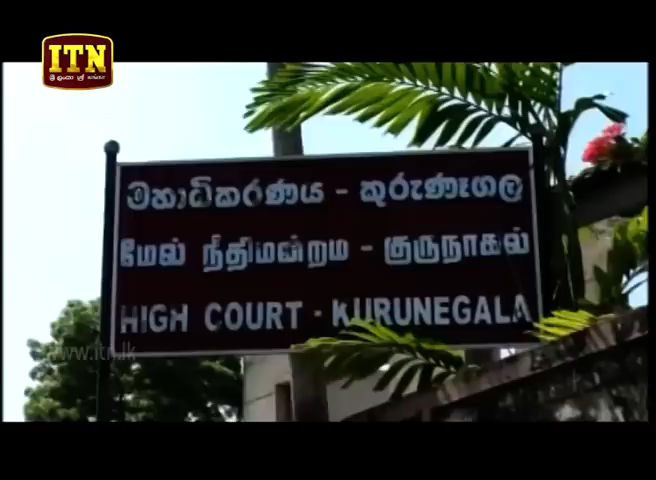 ITN
ශ්‍රී ලංකා
මහාධිකරණය - කුරුණෑගල
மேல் நீதிமன்றம - குருநாகல்
HIGH COURT - KURUNEGALA
www.itn.lk